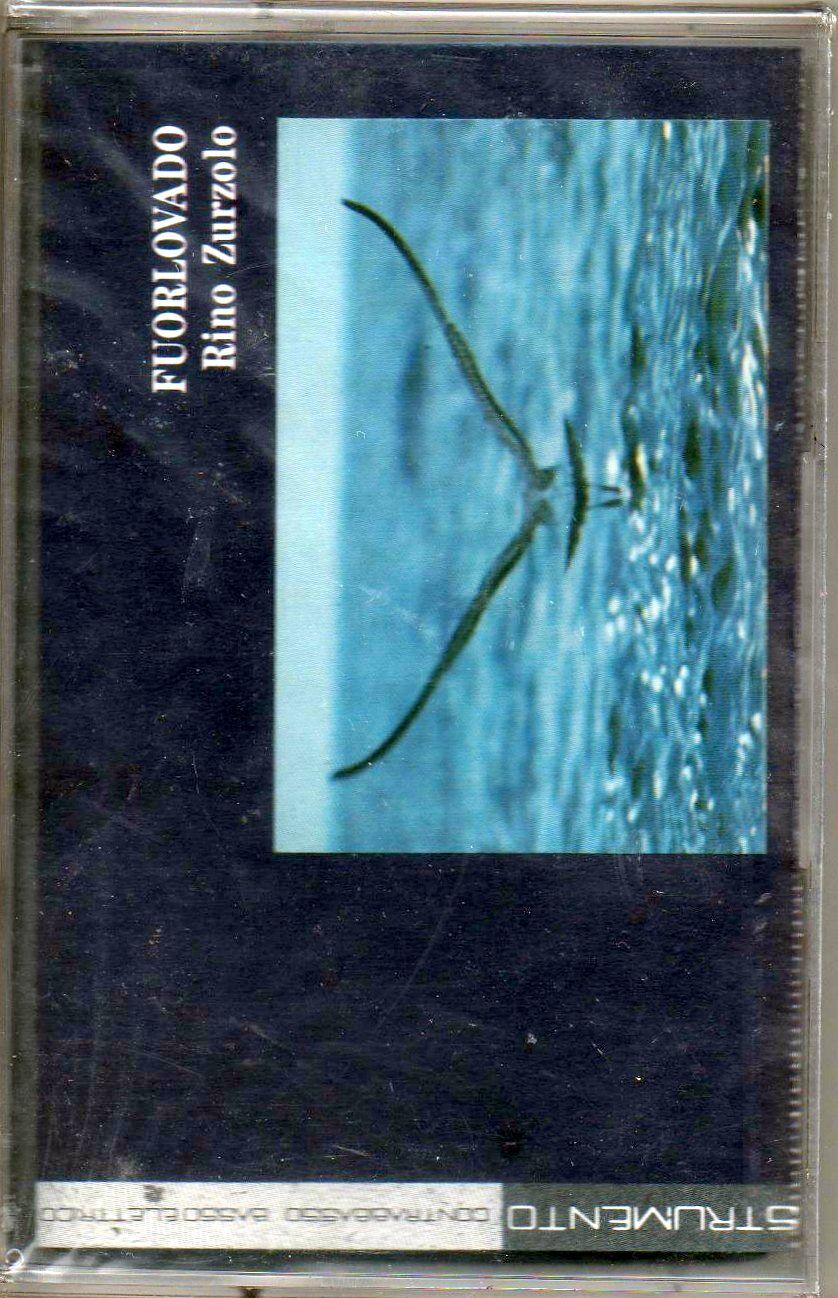 FUORLOVADO
Rino Zurzolo
STRUMENTO CONTRABBASSO BASSO ELETTRICO